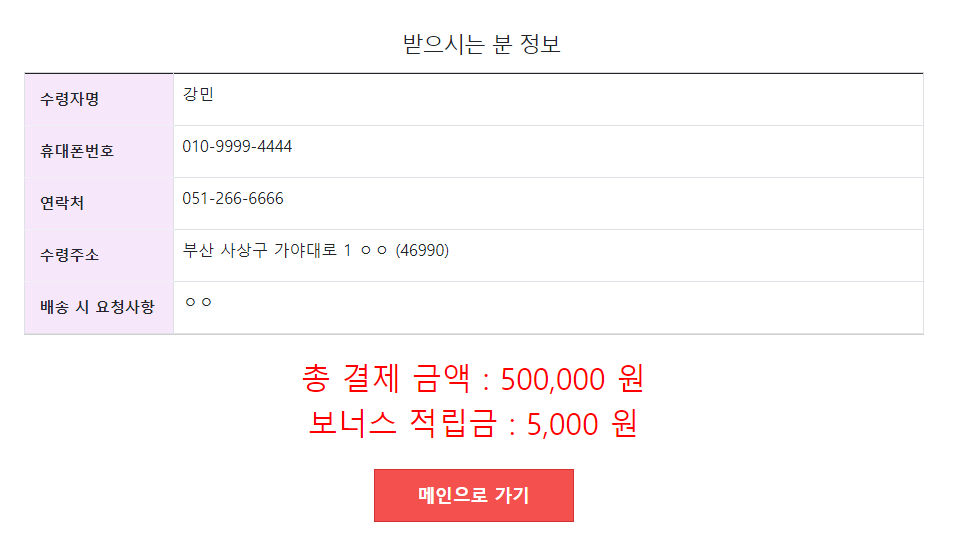 받으시는 분 정보
수령자명 강민
휴대폰번호 010-9999-4444
연락처 051-266-6666
수령주소 부산 사상구 가야대로 1 ㅇㅇ (46990)
배송 시 요청사항 ㅇㅇ
총 결제 금액 : 500,000 원
보너스 적립금 : 5,000 원
메인으로 가기